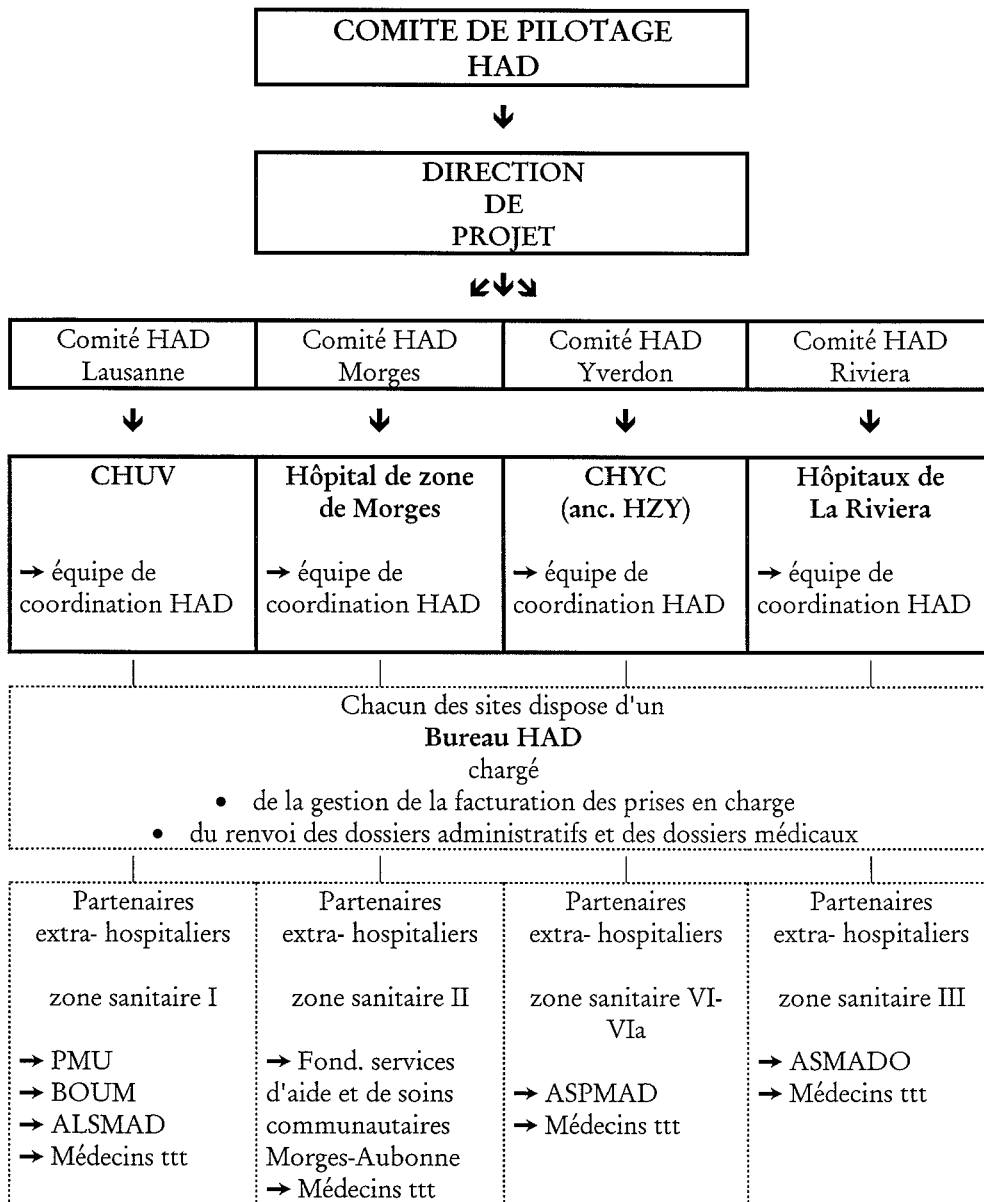 COMITE DE PILOTAGE
HAD
DIRECTION
DE
PROJET
Comité HAD
Lausanne
Comité HAD
Morges
Comité HAD
Yverdon
Comité HAD
Riviera
CHUV
→ équipe de
coordination HAD
Hôpital de zone
de Morges
→ équipe de
coordination HAD
CHYC
(anc. HZY)
→ équipe de
coordination HAD
Hôpitaux de
La Riviera
→ équipe de
coordination HAD
Chacun des sites dispose d'un
Bureau HAD
chargé
• de la gestion de la facturation des prises en charge
• du renvoi des dossiers administratifs et des dossiers médicaux
Partenaires
extra- hospitaliers
zone sanitaire I
→ PMU
→ BOUM
→ ALSMAD
→ Médecins ttt
Partenaires
extra- hospitaliers
zone sanitaire II
→ Fond. services
d'aide et de soins
communautaires
Morges-Aubonne
→ Médecins ttt
Partenaires
extra- hospitaliers
zone sanitaire VI-
VIa
→ ASPMAD
→ Médecins ttt
Partenaires
extra- hospitaliers
zone sanitaire III
→ ASMADO
→ Médecins ttt